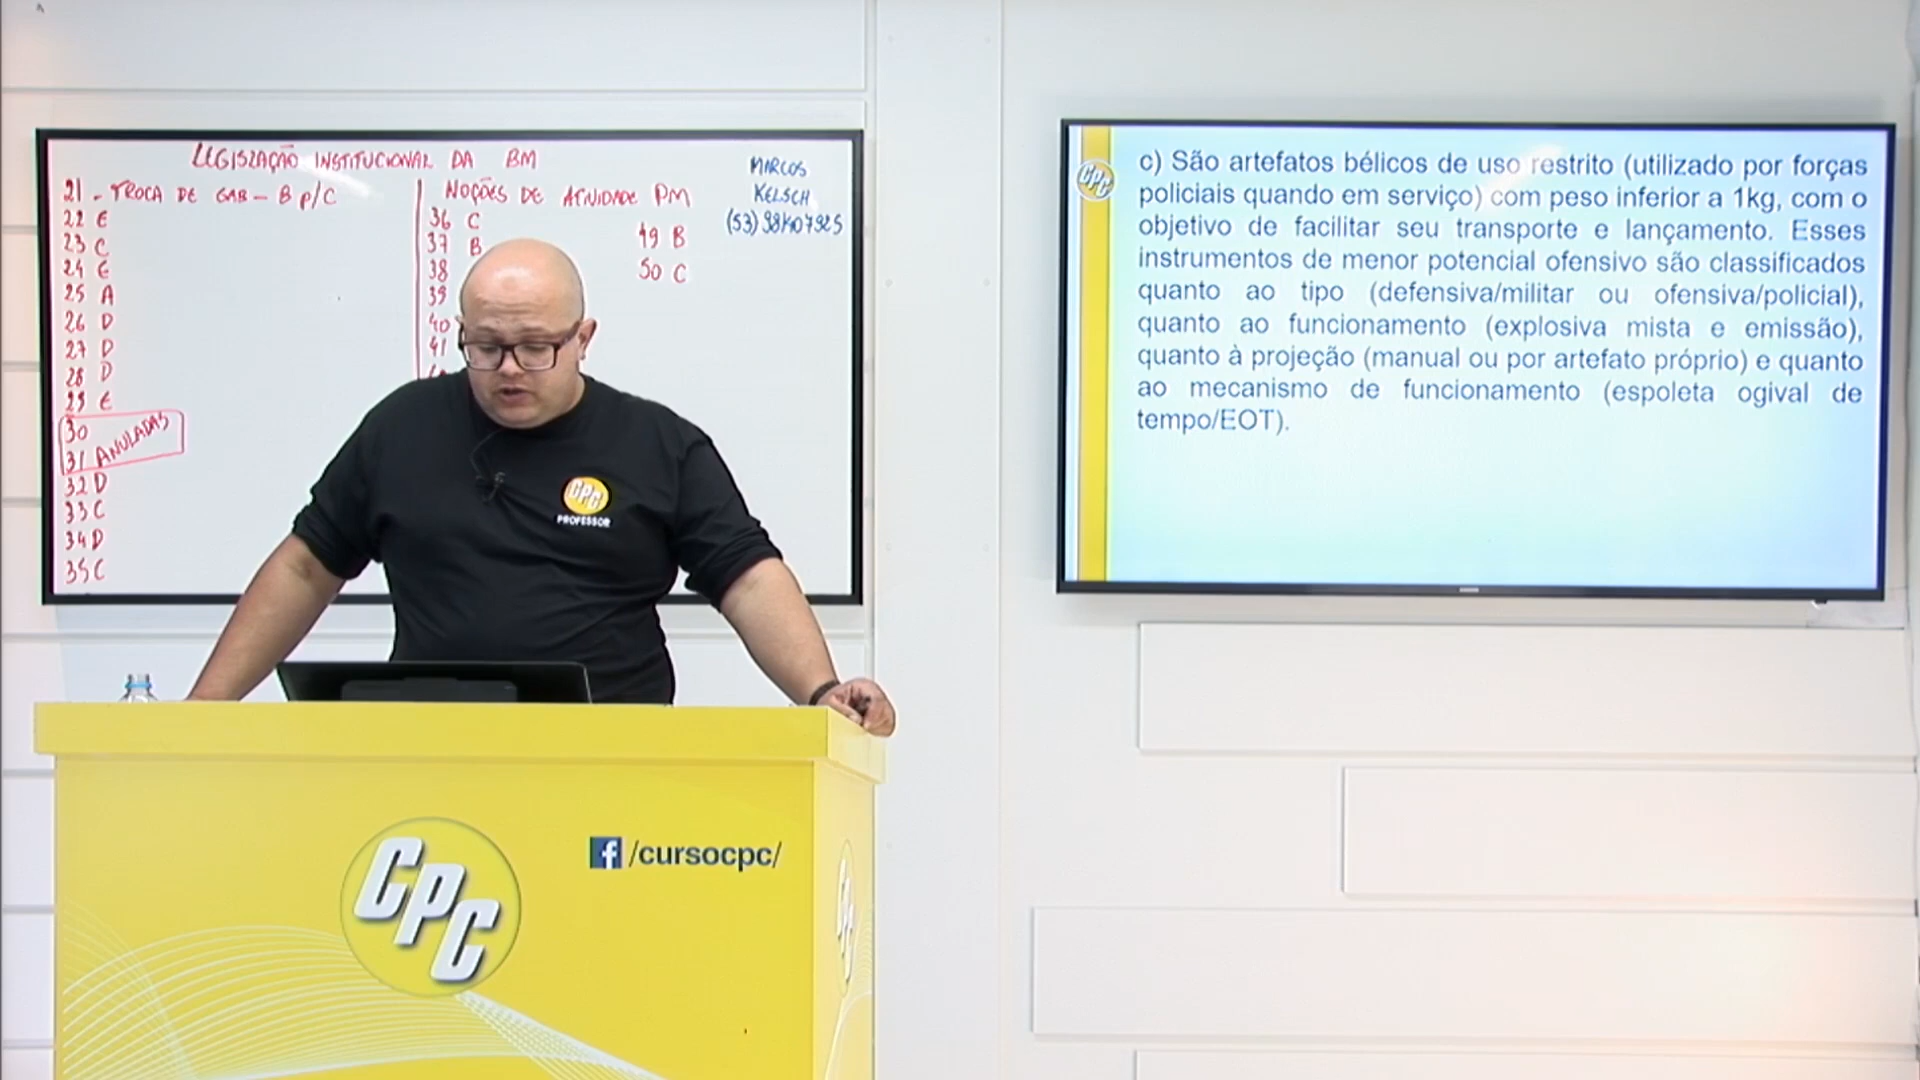 LEGISLAÇÃO INSTITUCIONAL DA BM
21 - TROCA DE GAB - B p/C
22 E
23 C
24 E
25 A
26 D
27 D
28 D
29 E
30
31 ANULADAS
32 D
33 C
34 D
35 C
NOÇÕES DE ATIVIDADE PM
36 C
37 B
38
39
40
41
49 B
50 C
MARCOS
KELSCH
(53)
c) São artefatos bélicos de uso restrito (utilizado por forças
policiais quando em serviço) com peso inferior a 1kg, com o
objetivo de facilitar seu transporte e lançamento. Esses
instrumentos de menor potencial ofensivo são classificados
quanto ao tipo (defensiva/militar ou ofensiva/policial),
quanto ao funcionamento (explosiva mista e emissão),
quanto à projeção (manual ou por artefato próprio) e quanto
ao mecanismo de funcionamento (espoleta ogival de
tempo/EOT).
CPC
CPC
PROFESSOR
CPC
/cursocpc/